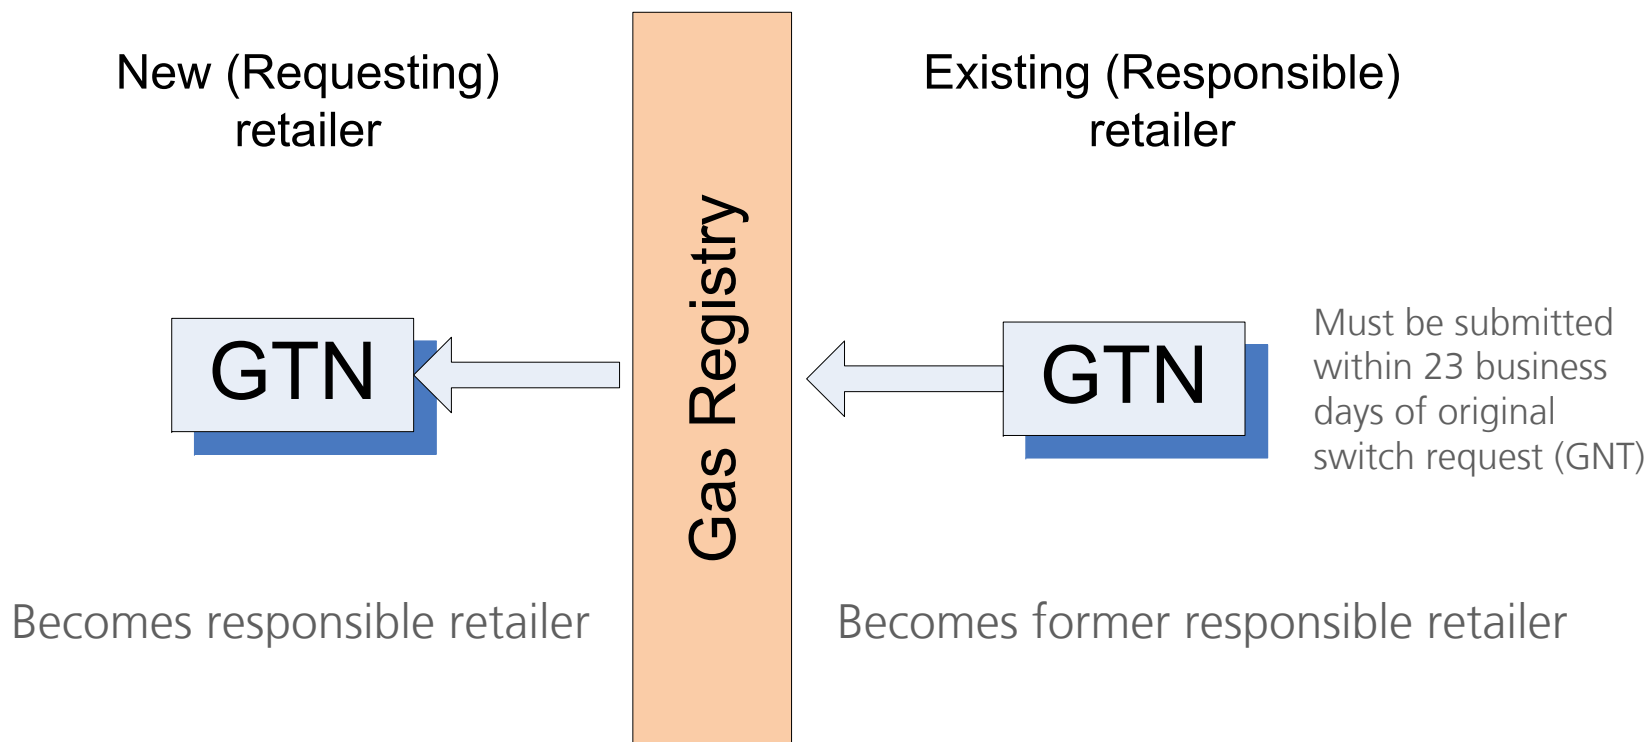 New (Requesting)
retailer
Existing (Responsible)
retailer
Gas Registry
GTN
GTN
Must be submitted
within 23 business
days of original
switch request (GNT)
Becomes responsible retailer
Becomes former responsible retailer